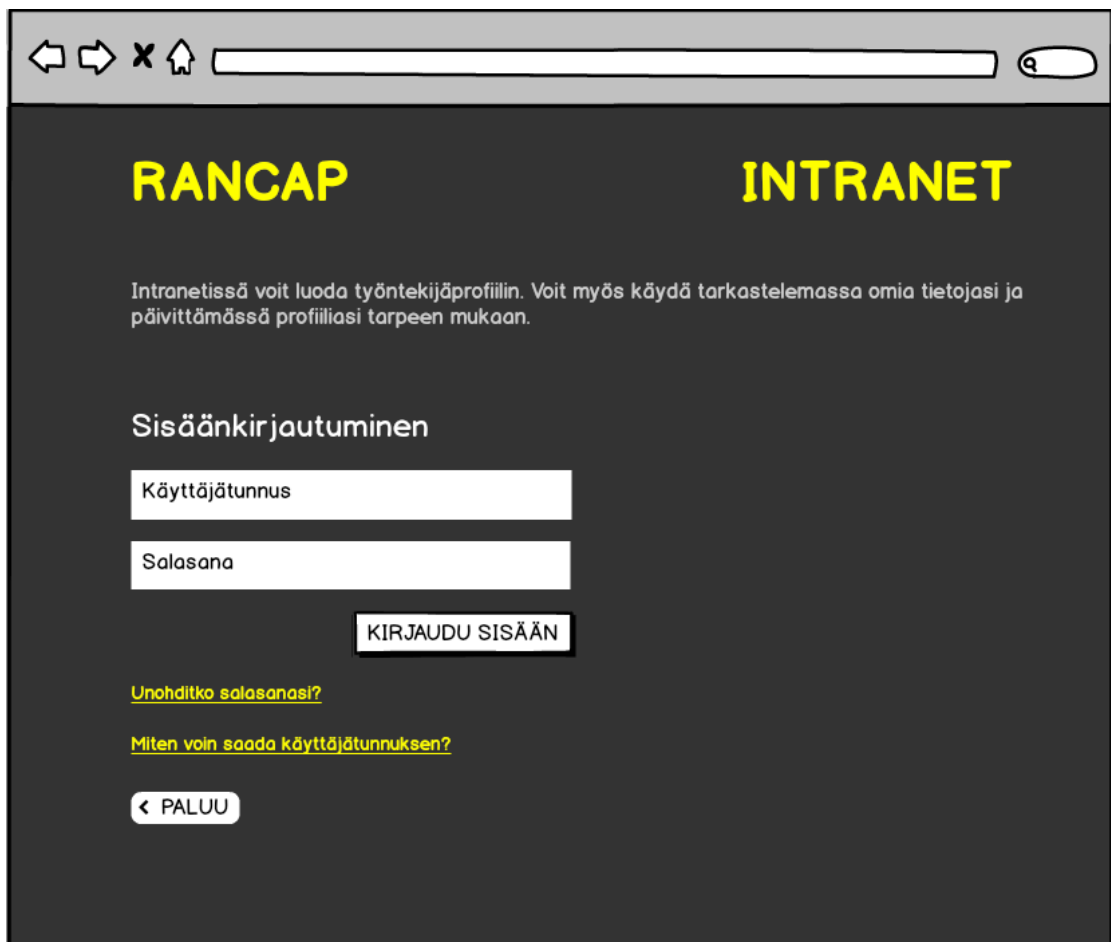 RANCAP
INTRANET
Intranetissä voit luoda työntekijäprofiilin. Voit myös käydä tarkastelemassa omia tietojasi ja
päivittämässä profiiliasi tarpeen mukaan.
Sisäänkirjautuminen
Käyttäjätunnus
Salasana
KIRJAUDU SISÄÄN
Unohditko salasanasi?
Miten voin saada käyttäjätunnuksen?
< PALUU